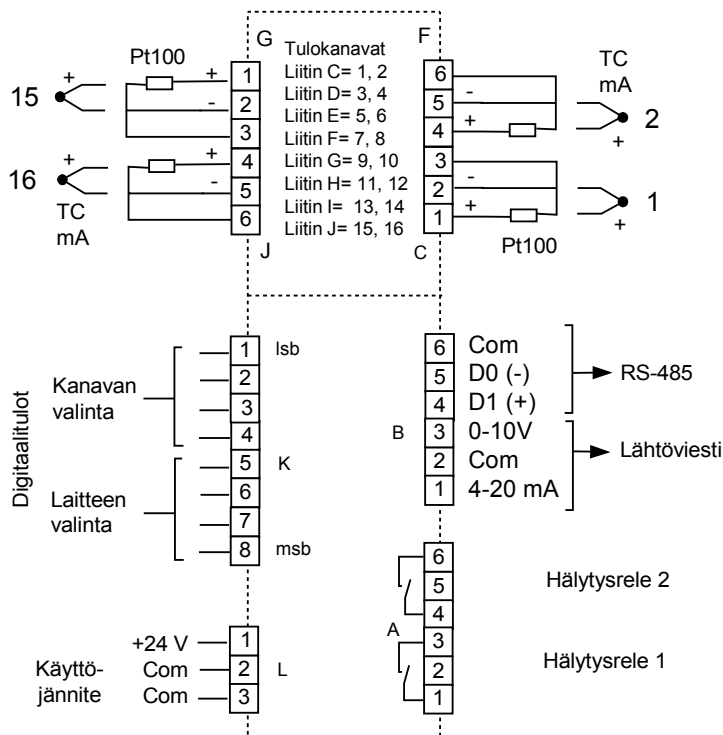 G
F
Tulokanavat
Liitin C= 1, 2
Liitin D= 3, 4
Liitin E= 5, 6
Liitin F= 7, 8
Liitin G= 9, 10
Liitin H= 11, 12
Liitin I= 13, 14
Liitin J= 15, 16
Pt100
15
+
+
-
1
2
3
16
+
+
-
4
5
6
TC
mA
J
TC
mA
6
5
4
-
+
2
+
3
2
1
-
+
1
+
Pt100
C
Digitaalitulot
Kanavan
valinta
Laitteen
valinta
1 lsb
2
3
4
5 K
6
7
8 msb
6 Com
5 D0 (-)
4 D1 (+)
RS-485
B
3 0-10V
2 Com
1 4-20 mA
Lähtöviesti
6
5
4
Hälytysrele 2
A
3
2
1
Hälytysrele 1
Käyttö-
jännite
+24 V 1
Com 2 L
Com 3